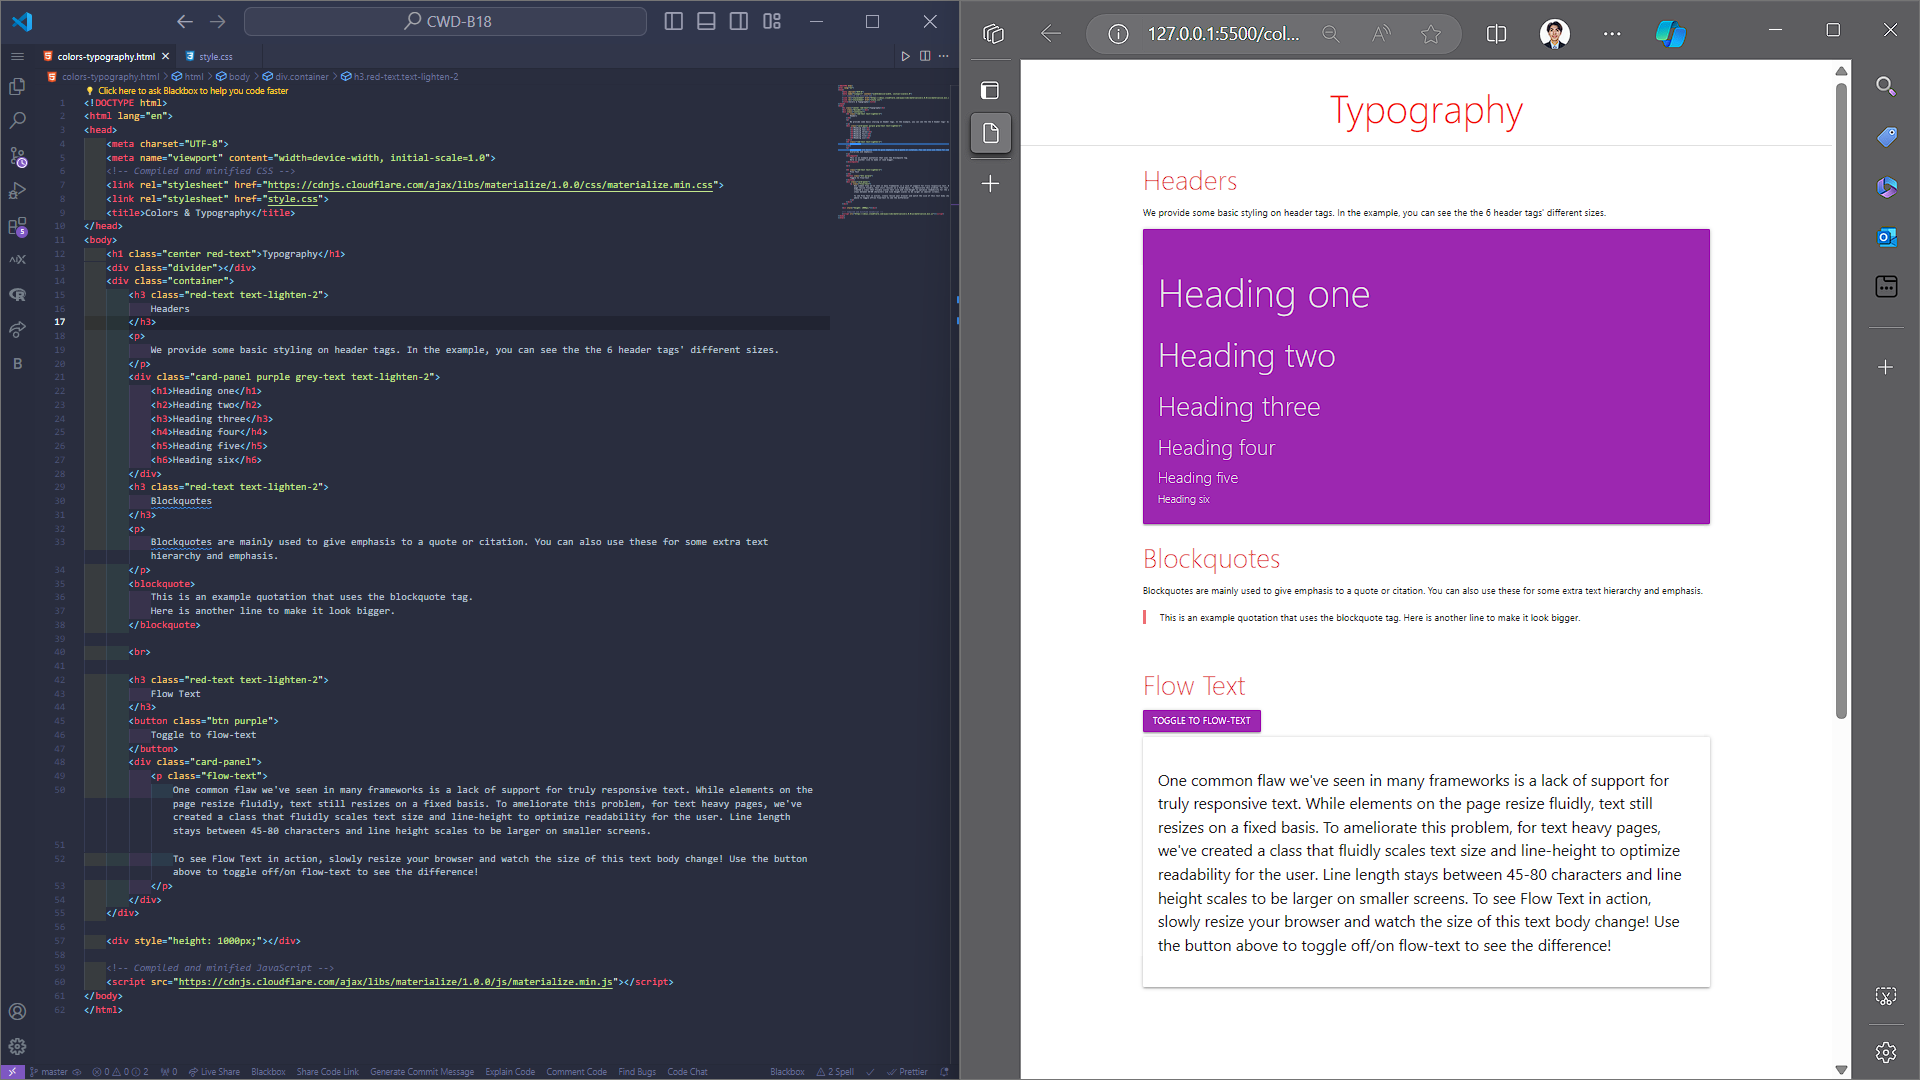 CWD-B18
colors-typography.html
style.css
colors-typography.html > html > body > div.container > h3.red-text.text-lighten-2
Click here to ask Blackbox to help you code faster
1 <!DOCTYPE html>
2 <html lang="en">
3 <head>
4 <meta charset="UTF-8">
5 <meta name="viewport" content="width=device-width, initial-scale=1.0">
6 <!-- Compiled and minified CSS -->
7 <link rel="stylesheet" href="https://cdnjs.cloudflare.com/ajax/libs/materialize/1.0.0/css/materialize.min.css">
8 <link rel="stylesheet" href="style.css">
9 <title>Colors & Typography</title>
10 </head>
11 <body>
12 <h1 class="center red-text">Typography</h1>
13 <div class="divider"></div>
14 <div class="container">
15 <h3 class="red-text text-lighten-2">
16 Headers
17 </h3>
18 <p>
19 We provide some basic styling on header tags. In the example, you can see the the 6 header tags' different sizes.
20 </p>
21 <div class="card-panel purple grey-text text-lighten-2">
22 <h1>Heading one</h1>
23 <h2>Heading two</h2>
24 <h3>Heading three</h3>
25 <h4>Heading four</h4>
26 <h5>Heading five</h5>
27 <h6>Heading six</h6>
28 </div>
29 <h3 class="red-text text-lighten-2">
30 Blockquotes
31 </h3>
32 <p>
33 Blockquotes are mainly used to give emphasis to a quote or citation. You can also use these for some extra text
hierarchy and emphasis.
34 </p>
35 <blockquote>
36 This is an example quotation that uses the blockquote tag.
37 Here is another line to make it look bigger.
38 </blockquote>
39
40 <br>
41
42 <h3 class="red-text text-lighten-2">
43 Flow Text
44 </h3>
45 <button class="btn purple">
46 Toggle to flow-text
47 </button>
48 <div class="card-panel">
49 <p class="flow-text">
50 One common flaw we've seen in many frameworks is a lack of support for truly responsive text. While elements on the
page resize fluidly, text still resizes on a fixed basis. To ameliorate this problem, for text heavy pages, we've
created a class that fluidly scales text size and line-height to optimize readability for the user. Line length
stays between 45-80 characters and line height scales to be larger on smaller screens.
51
52 To see Flow Text in action, slowly resize your browser and watch the size of this text body change! Use the button
above to toggle off/on flow-text to see the difference!
53 </p>
54 </div>
55 </div>
56
57 <div style="height: 1000px;"></div>
58
59 <!-- Compiled and minified JavaScript -->
60 <script src="https://cdnjs.cloudflare.com/ajax/libs/materialize/1.0.0/js/materialize.min.js"></script>
61 </body>
62 </html>
master 0 0 2 0 Live Share Blackbox Share Code Link Generate Commit Message Explain Code Comment Code Find Bugs Code Chat Blackbox 2 Spell Prettier
127.0.0.1:5500/col...
Typography
Headers
We provide some basic styling on header tags. In the example, you can see the the 6 header tags' different sizes.
Heading one
Heading two
Heading three
Heading four
Heading five
Heading six
Blockquotes
Blockquotes are mainly used to give emphasis to a quote or citation. You can also use these for some extra text hierarchy and emphasis.
This is an example quotation that uses the blockquote tag. Here is another line to make it look bigger.
Flow Text
TOGGLE TO FLOW-TEXT
One common flaw we've seen in many frameworks is a lack of support for
truly responsive text. While elements on the page resize fluidly, text still
resizes on a fixed basis. To ameliorate this problem, for text heavy pages,
we've created a class that fluidly scales text size and line-height to optimize
readability for the user. Line length stays between 45-80 characters and line
height scales to be larger on smaller screens. To see Flow Text in action,
slowly resize your browser and watch the size of this text body change! Use
the button above to toggle off/on flow-text to see the difference!